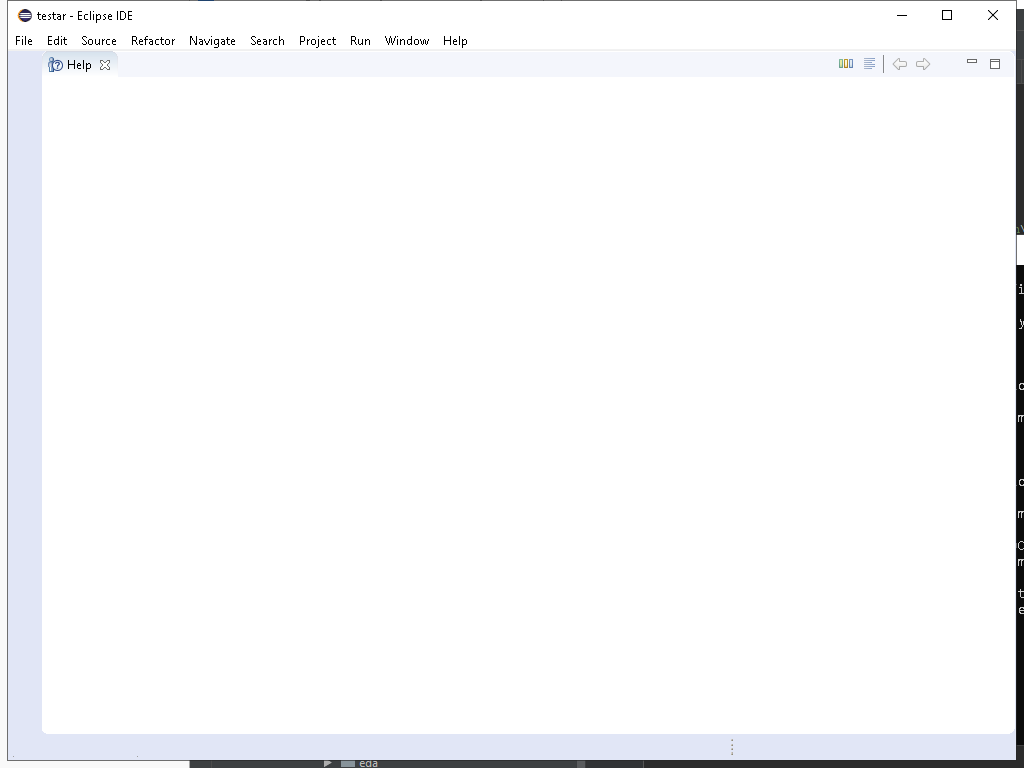 testar - Eclipse IDE
File Edit Source Refactor Navigate Search Project Run Window Help
Help
eda